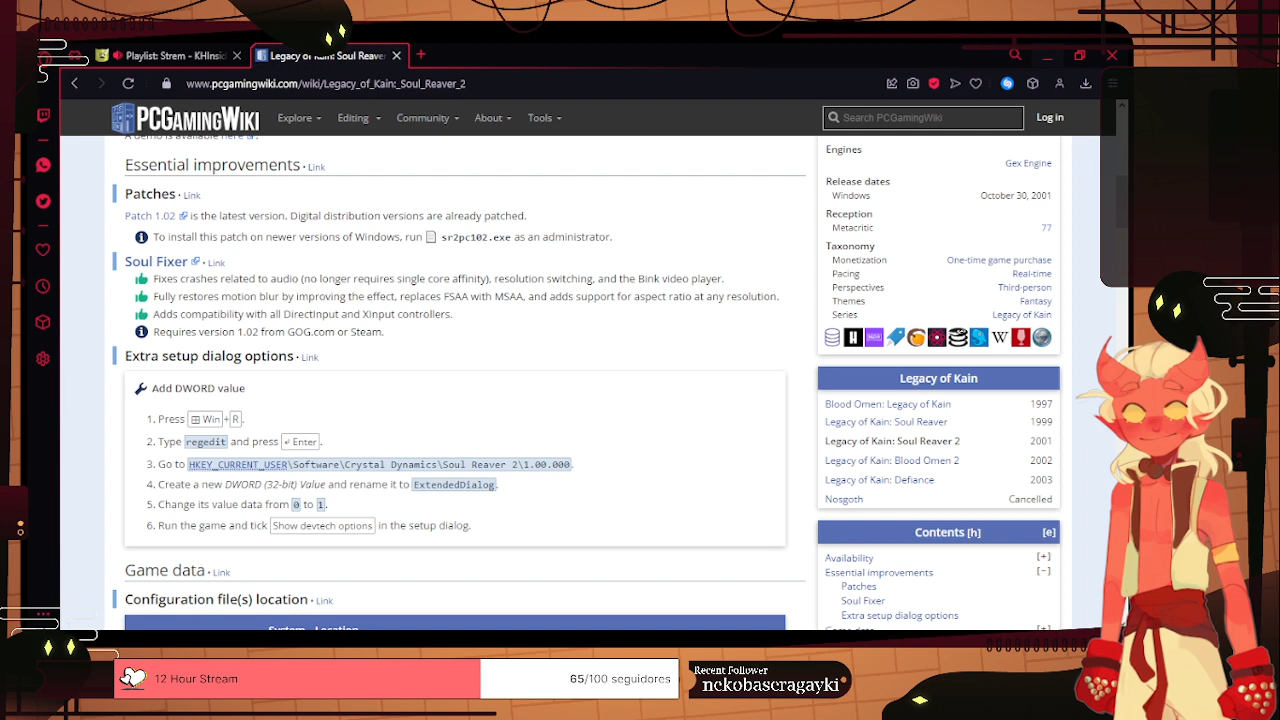 Playlist: Strem - KHInsi
Legacy of Kain: Soul Reaver
www.pcgamingwiki.com/wiki/Legacy_of_Kain:_Soul_Reaver_2
PCGamingWiki
Explore
Editing
Community
About
Tools
Search PCGamingWiki
Log in
A demo is available here.
Essential improvements · Link
Patches · Link
Patch 1.02 is the latest version. Digital distribution versions are already patched.
To install this patch on newer versions of Windows, run sr2pc102.exe as an administrator.
Soul Fixer · Link
Fixes crashes related to audio (no longer requires single core affinity), resolution switching, and the Bink video player.
Fully restores motion blur by improving the effect, replaces FSAA with MSAA, and adds support for aspect ratio at any resolution.
Adds compatibility with all DirectInput and XInput controllers.
Requires version 1.02 from GOG.com or Steam.
Extra setup dialog options · Link
Add DWORD value
1. Press Win+R.
2. Type regedit and press Enter.
3. Go to HKEY_CURRENT_USER\Software\Crystal Dynamics\Soul Reaver 2\1.00.000.
4. Create a new DWORD (32-bit) Value and rename it to ExtendedDialog.
5. Change its value data from 0 to 1.
6. Run the game and tick Show devtech options in the setup dialog.
Game data · Link
Configuration file(s) location · Link
System Location
Engines
Gex Engine
Release dates
Windows October 30, 2001
Reception
Metacritic 77
Taxonomy
Monetization One-time game purchase
Pacing Real-time
Perspectives Third-person
Themes Fantasy
Series Legacy of Kain
Legacy of Kain
Blood Omen: Legacy of Kain 1997
Legacy of Kain: Soul Reaver 1999
Legacy of Kain: Soul Reaver 2 2001
Legacy of Kain: Blood Omen 2 2002
Legacy of Kain: Defiance 2003
Nosgoth Cancelled
Contents [h] [e]
Availability [+]
Essential improvements [−]
Patches
Soul Fixer
Extra setup dialog options
Game data [+]
12 Hour Stream
65/100 seguidores
Recent Follower
nekobaseragayki